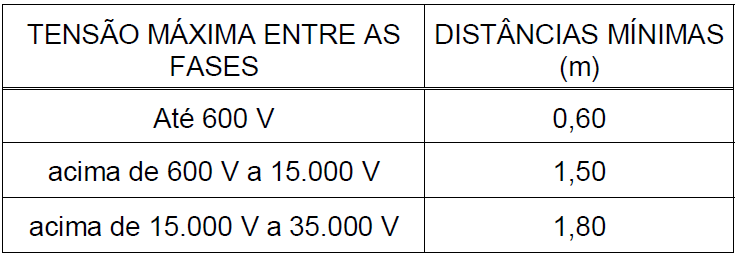 TENSÃO MÁXIMA ENTRE AS
FASES
DISTÂNCIAS MÍNIMAS
(m)
Até 600 V
0,60
acima de 600 V a 15.000 V
1,50
acima de 15.000 V a 35.000 V
1,80